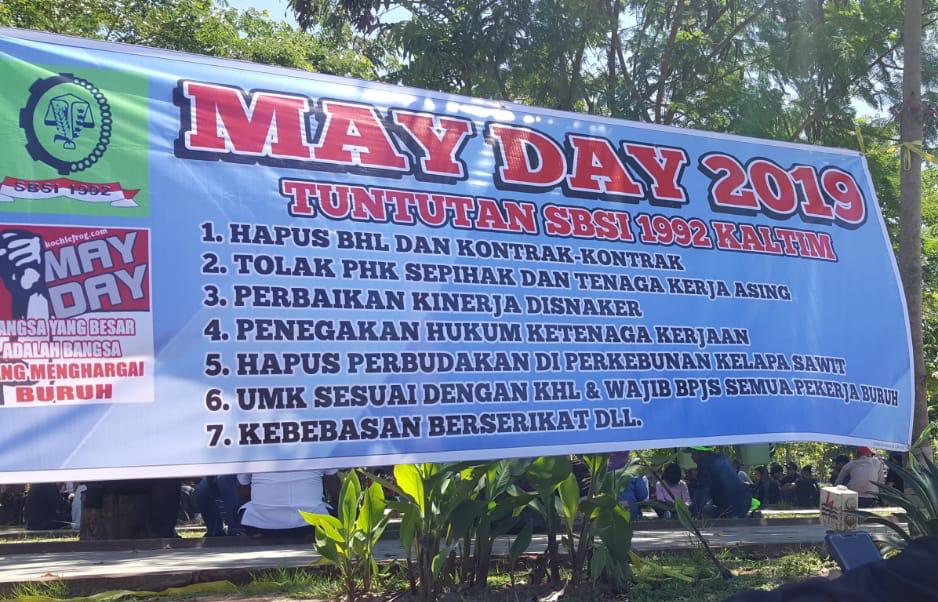 SBSI 1992
kochiefrog.com
MAY
DAY
ANGSA YANG BESAR
ADALAH BANGSA
ANG MENGHARGAI
BURUH
MAY DAY 2019
TUNTUTAN SBSI 1992 KALTIM
1. HAPUS BHL DAN KONTRAK-KONTRAK
2. TOLAK PHK SEPIHAK DAN TENAGA KERJA ASING
3. PERBAIKAN KINERJA DISNAKER
4. PENEGAKAN HUKUM KETENAGA KERJAAN
5. HAPUS PERBUDAKAN DI PERKEBUNAN KELAPA SAWIT
6. UMK SESUAI DENGAN KHL & WAJIB BPJS SEMUA PEKERJA BURUH
7. KEBEBASAN BERSERIKAT DLL.